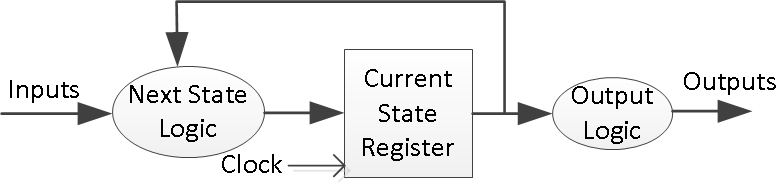 Inputs
Next State
Logic
Clock
Current
State
Register
Output
Logic
Outputs